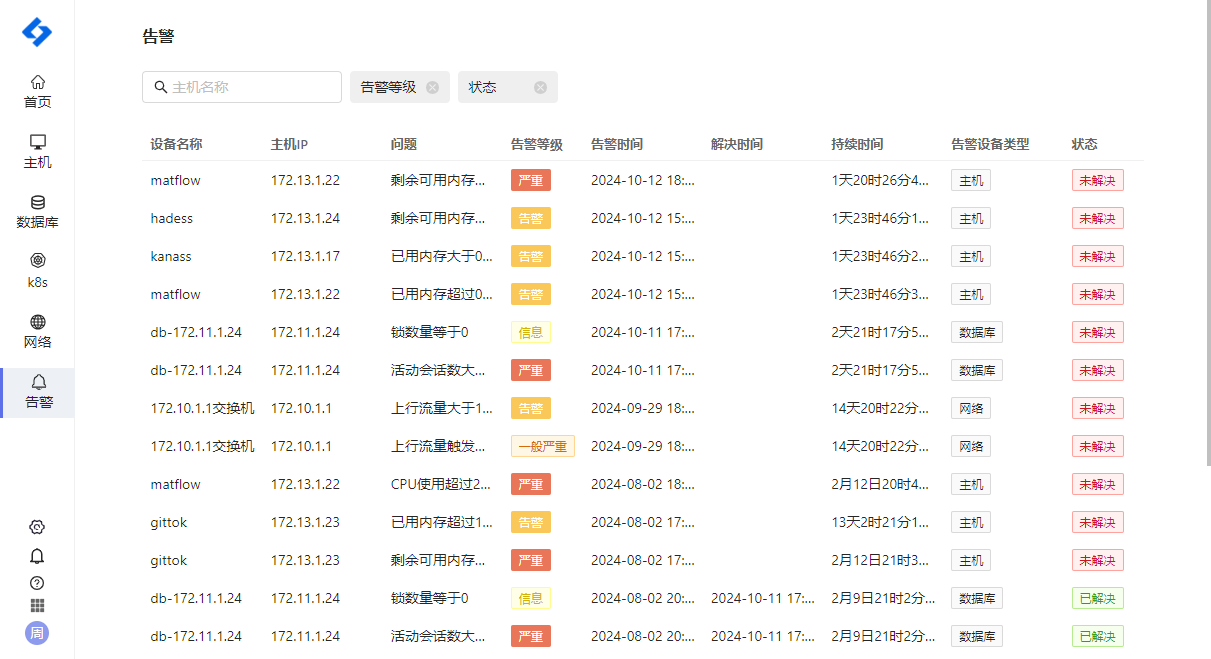 告警
主机名称 告警等级 状态
首页
主机
数据库
k8s
网络
告警
周
设备名称 主机IP 问题 告警等级 告警时间 解决时间 持续时间 告警设备类型 状态
matflow 172.13.1.22 剩余可用内存... 严重 2024-10-12 18:... 1天20时26分4... 主机 未解决
hadess 172.13.1.24 剩余可用内存... 告警 2024-10-12 15:... 1天23时46分1... 主机 未解决
kanass 172.13.1.17 已用内存大于0... 告警 2024-10-12 15:... 1天23时46分2... 主机 未解决
matflow 172.13.1.22 已用内存超过0... 告警 2024-10-12 15:... 1天23时46分3... 主机 未解决
db-172.11.1.24 172.11.1.24 锁数量等于0 信息 2024-10-11 17:... 2天21时17分5... 数据库 未解决
db-172.11.1.24 172.11.1.24 活动会话数大... 严重 2024-10-11 17:... 2天21时17分5... 数据库 未解决
172.10.1.1交换机 172.10.1.1 上行流量大于1... 告警 2024-09-29 18:... 14天20时22分... 网络 未解决
172.10.1.1交换机 172.10.1.1 上行流量触发... 一般严重 2024-09-29 18:... 14天20时22分... 网络 未解决
matflow 172.13.1.22 CPU使用超过2... 严重 2024-08-02 18:... 2月12日20时4... 主机 未解决
gittok 172.13.1.23 已用内存超过1... 告警 2024-08-02 17:... 13天2时21分1... 主机 未解决
gittok 172.13.1.23 剩余可用内存... 严重 2024-08-02 17:... 2月12日21时3... 主机 未解决
db-172.11.1.24 172.11.1.24 锁数量等于0 信息 2024-08-02 20:... 2024-10-11 17:... 2月9日21时2分... 数据库 已解决
db-172.11.1.24 172.11.1.24 活动会话数大... 严重 2024-08-02 20:... 2024-10-11 17:... 2月9日21时2分... 数据库 已解决